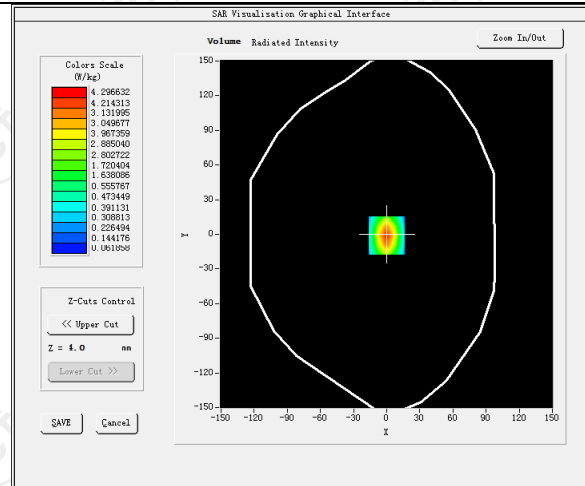 SAR Visualisation Graphical Interface
Volume Radiated Intensity
Zoom In/Out
Colors Scale
(W/kg)
4.296632
4.214313
3.131995
3.049677
3.967359
2.885040
2.802722
1.720404
1.638086
0.555767
0.473449
0.391131
0.308813
0.226494
0.144176
0.061858
Z-Cuts Control
<< Upper Cut
Z = 4.0 mm
Lower Cut >>
SAVE Cancel
150
120
90
60
30
0
-30
-60
-90
-120
-150
Y
-150 -120 -90 -60 -30 0 30 60 90 120 150
X